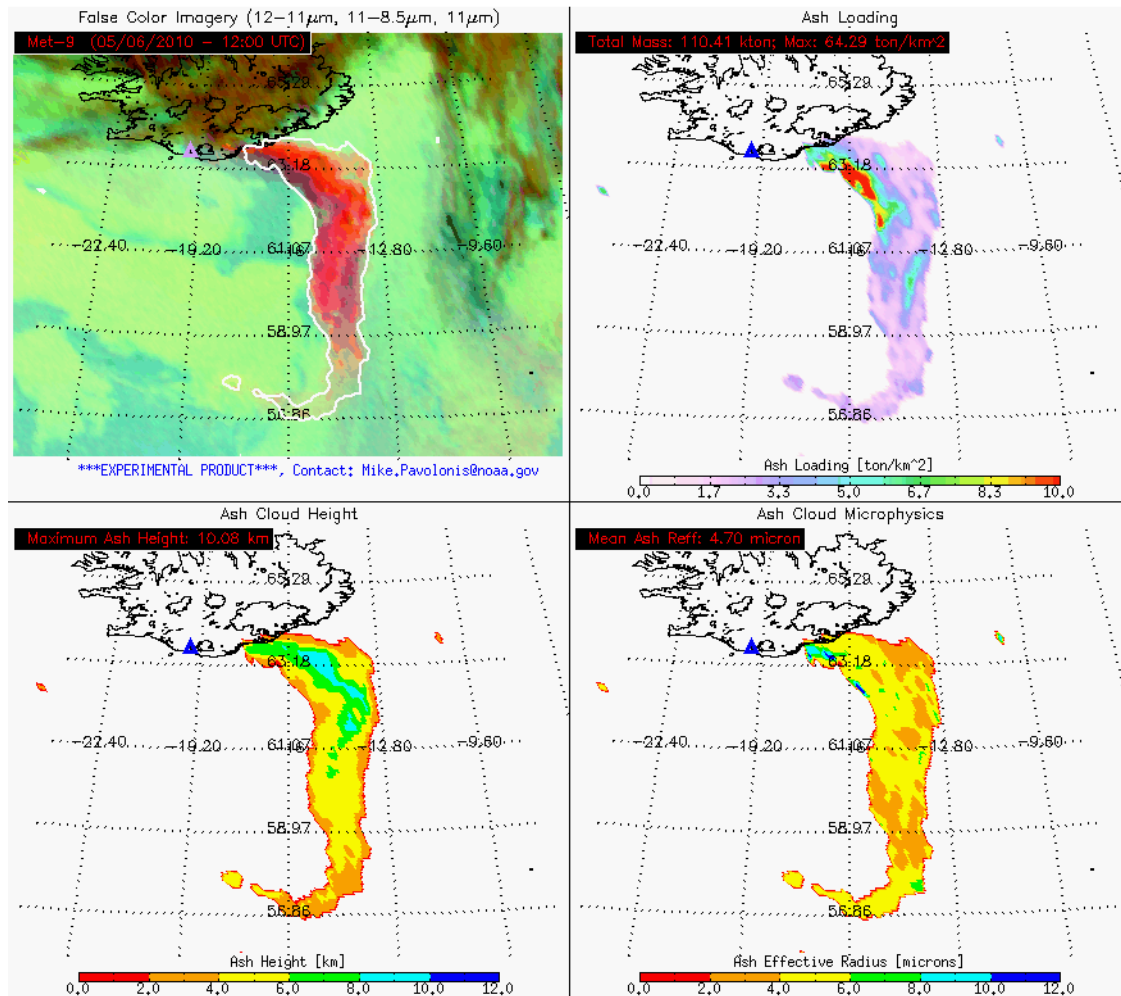 False Color Imagery (12-11μm, 11-8.5μm, 11μm)
Met-9 (05/06/2010 - 12:00 UTC)
65.29
63.18
-22.40
-19.20
61.07
-16
-12.80
-9.60
58.97
56.86
***EXPERIMENTAL PRODUCT***, Contact: Mike.Pavolonis@noaa.gov
Ash Loading
Total Mass: 110.41 kton; Max: 64.29 ton/km^2
65.29
63.18
-22.40
-19.20
61.07
-16
-12.80
-9.60
58.97
56.86
Ash Loading [ton/km^2]
0.0 1.7 3.3 5.0 6.7 8.3 10.0
Ash Cloud Height
Maximum Ash Height: 10.08 km
65.29
63.18
-22.40
-19.20
61.07
-16
-12.80
-9.60
58.97
56.86
Ash Height [km]
0.0 2.0 4.0 6.0 8.0 10.0 12.0
Ash Cloud Microphysics
Mean Ash Reff: 4.70 micron
65.29
63.18
-22.40
-19.20
61.07
-16
-12.80
-9.60
58.97
56.86
Ash Effective Radius [microns]
0.0 2.0 4.0 6.0 8.0 10.0 12.0